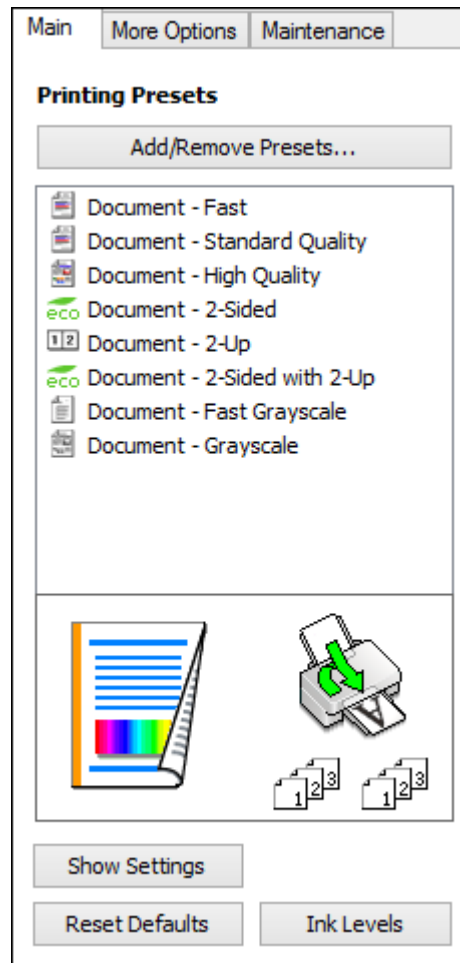 Main More Options Maintenance
Printing Presets
Add/Remove Presets...
Document - Fast
Document - Standard Quality
Document - High Quality
eco Document - 2-Sided
1 2 Document - 2-Up
eco Document - 2-Sided with 2-Up
Document - Fast Grayscale
Document - Grayscale
A
1 2 3 1 2 3
Show Settings
Reset Defaults Ink Levels